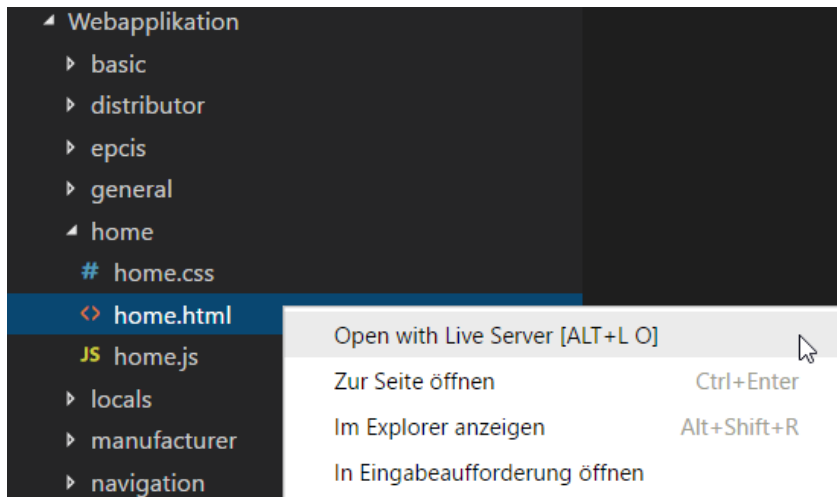 Webapplikation
basic
distributor
epcis
general
home
# home.css
<> home.html
Open with Live Server [ALT+L O]
JS home.js
Zur Seite öffnen Ctrl+Enter
locals
Im Explorer anzeigen Alt+Shift+R
manufacturer
In Eingabeaufforderung öffnen
navigation